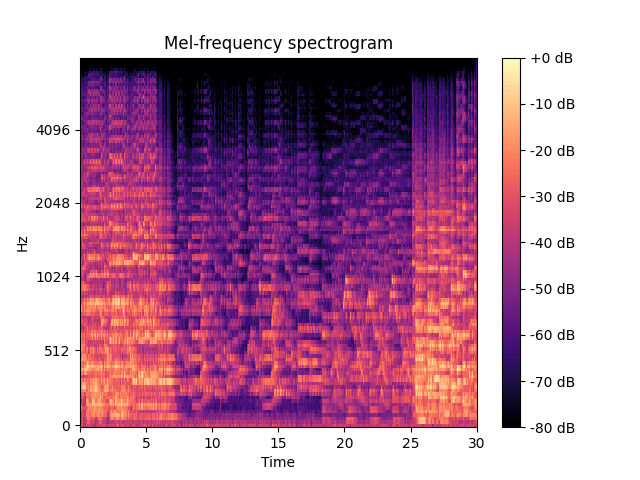 Mel-frequency spectrogram
Hz
4096
2048
1024
512
0
0 5 10 15 20 25 30
Time
+0 dB
-10 dB
-20 dB
-30 dB
-40 dB
-50 dB
-60 dB
-70 dB
-80 dB